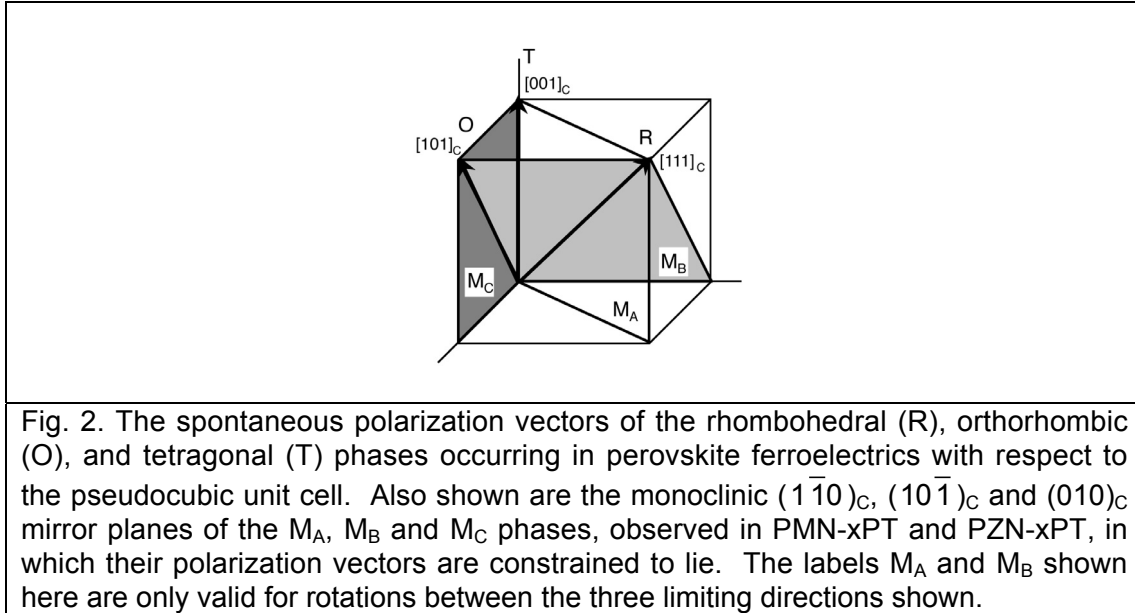 T
[001]C
O
R
[101]C
[111]C
MB
MC
MA
Fig. 2. The spontaneous polarization vectors of the rhombohedral (R), orthorhombic
(O), and tetragonal (T) phases occurring in perovskite ferroelectrics with respect to
the pseudocubic unit cell. Also shown are the monoclinic (11̅0)C, (101̅)C and (010)C
mirror planes of the MA, MB and MC phases, observed in PMN-xPT and PZN-xPT, in
which their polarization vectors are constrained to lie. The labels MA and MB shown
here are only valid for rotations between the three limiting directions shown.